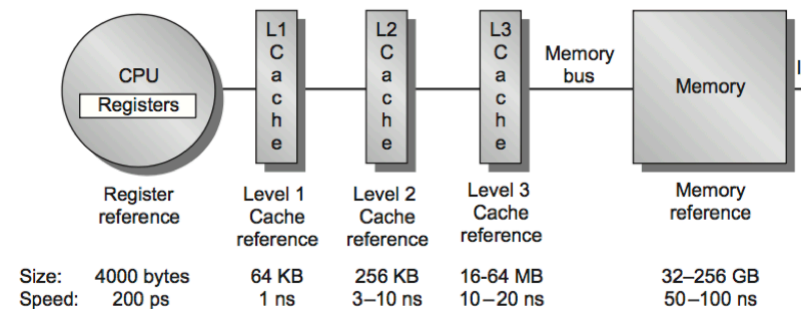 CPU
Registers
L1
C
a
c
h
e
L2
C
a
c
h
e
L3
C
a
c
h
e
Memory
bus
Memory
Register
reference
Level 1
Cache
reference
Level 2
Cache
reference
Level 3
Cache
reference
Memory
reference
Size: 4000 bytes 64 KB 256 KB 16-64 MB 32–256 GB
Speed: 200 ps 1 ns 3–10 ns 10–20 ns 50–100 ns